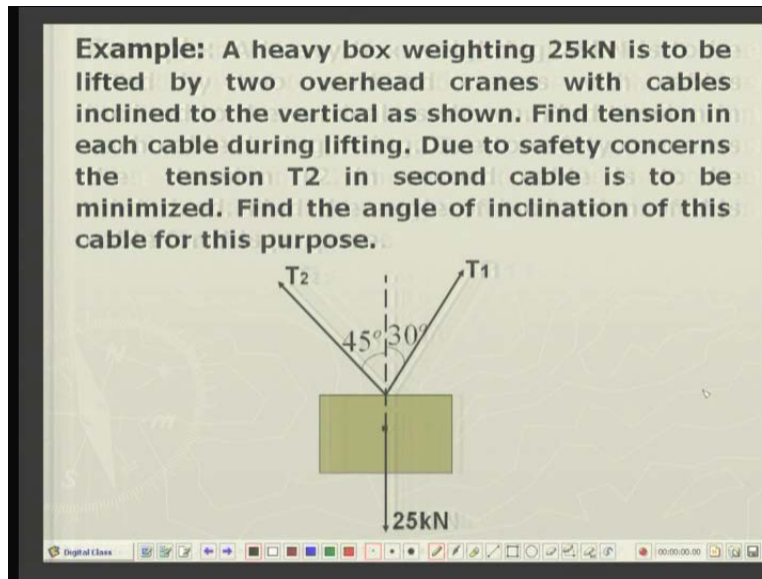 Example: A heavy box weighting 25kN is to be
lifted by two overhead cranes with cables
inclined to the vertical as shown. Find tension in
each cable during lifting. Due to safety concerns
the tension T2 in second cable is to be
minimized. Find the angle of inclination of this
cable for this purpose.
T2 T1
45° 30°
25kN
Digital Class 00:00:00.00